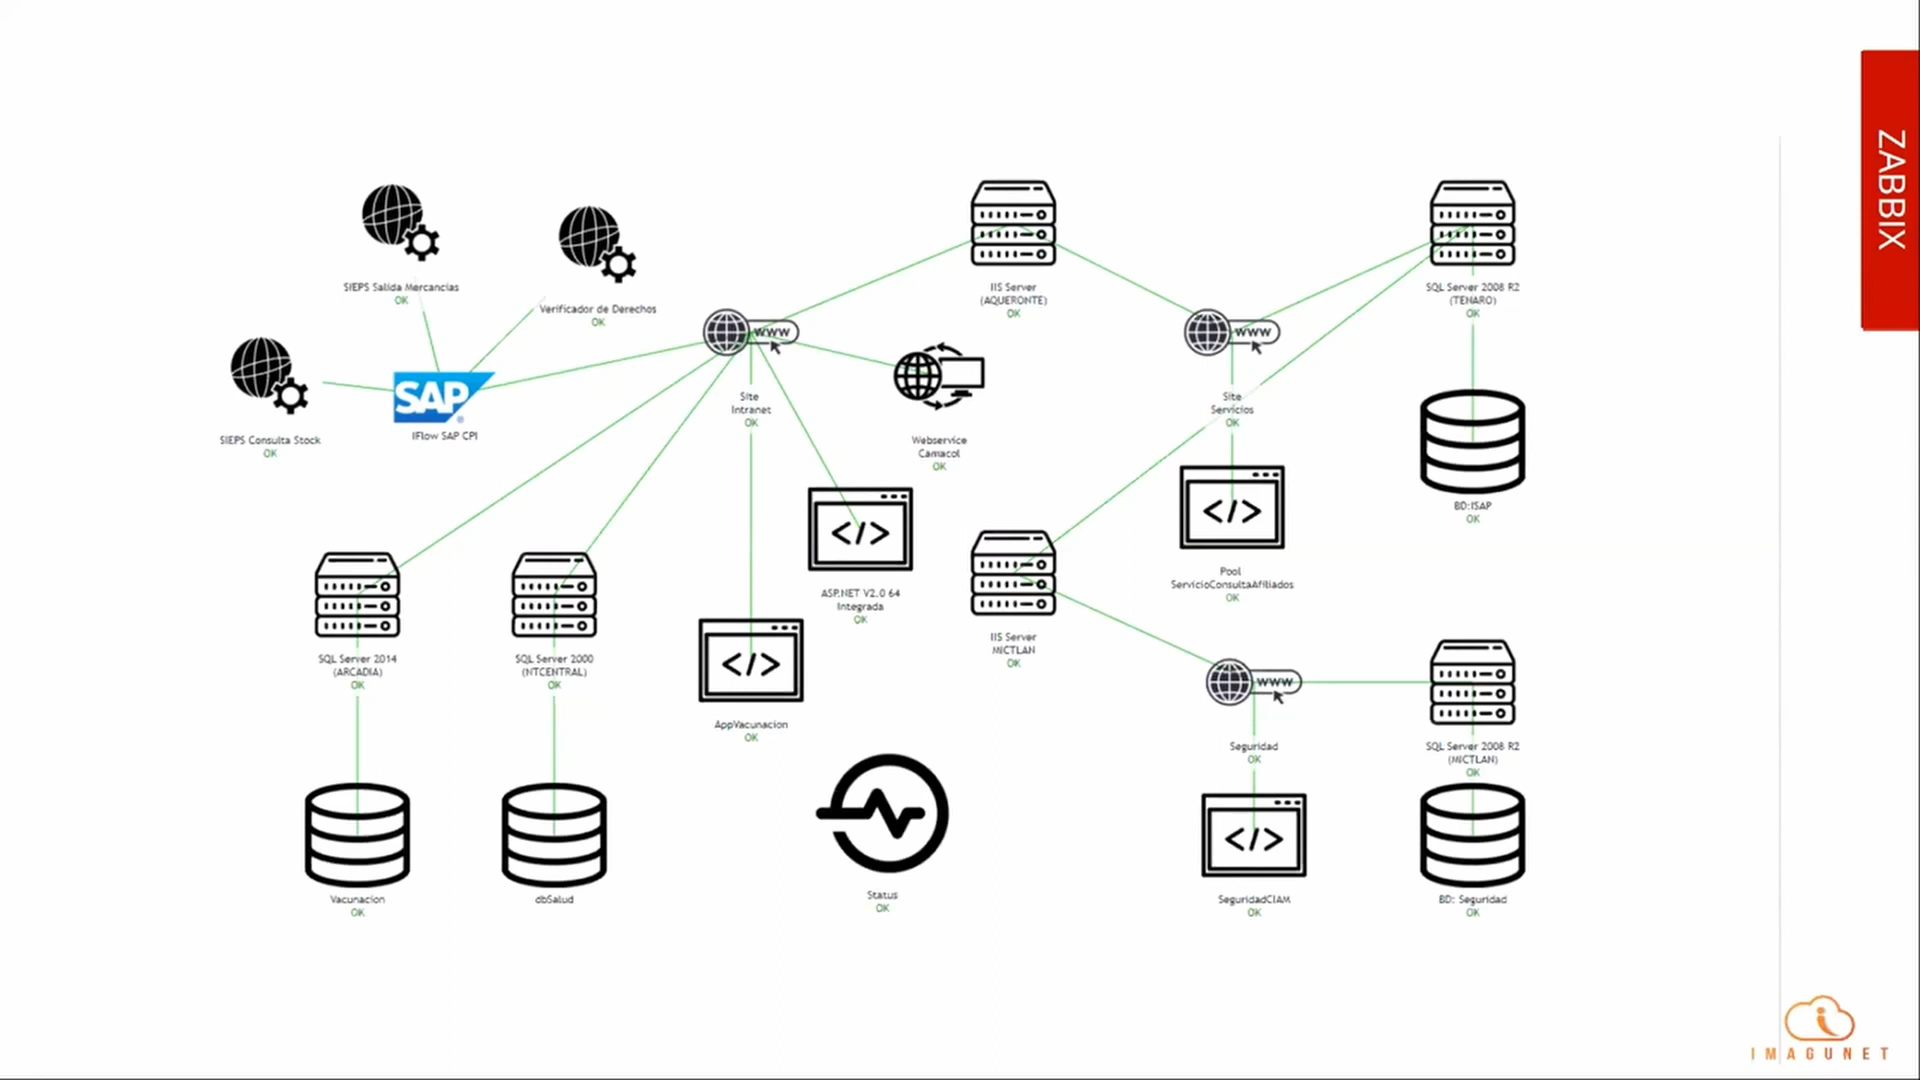 ZABBIX
SIEPS Salida Mercancias
OK
Verificador de Derechos
OK
IIS Server
(AQUERONTE)
OK
SQL Server 2008 R2
(TENARO)
OK
www
www
SAP
®
SIEPS Consulta Stock
OK
IFlow SAP CPI
Site
Intranet
OK
Webservice
Camacol
OK
Site
Servicios
OK
</>
BD:ISAP
OK
</>
Pool
ServicioConsultaAfiliados
OK
ASP.NET V2.0 64
Integrada
OK
IIS Server
MICTLAN
OK
SQL Server 2014
(ARCADIA)
OK
SQL Server 2000
(NTCENTRAL)
OK
</>
AppVacunacion
OK
www
Seguridad
OK
SQL Server 2008 R2
(MICTLAN)
OK
</>
Vacunacion
OK
dbSalud
Status
OK
SeguridadCIAM
OK
BD: Seguridad
OK
i
IMAGUNET